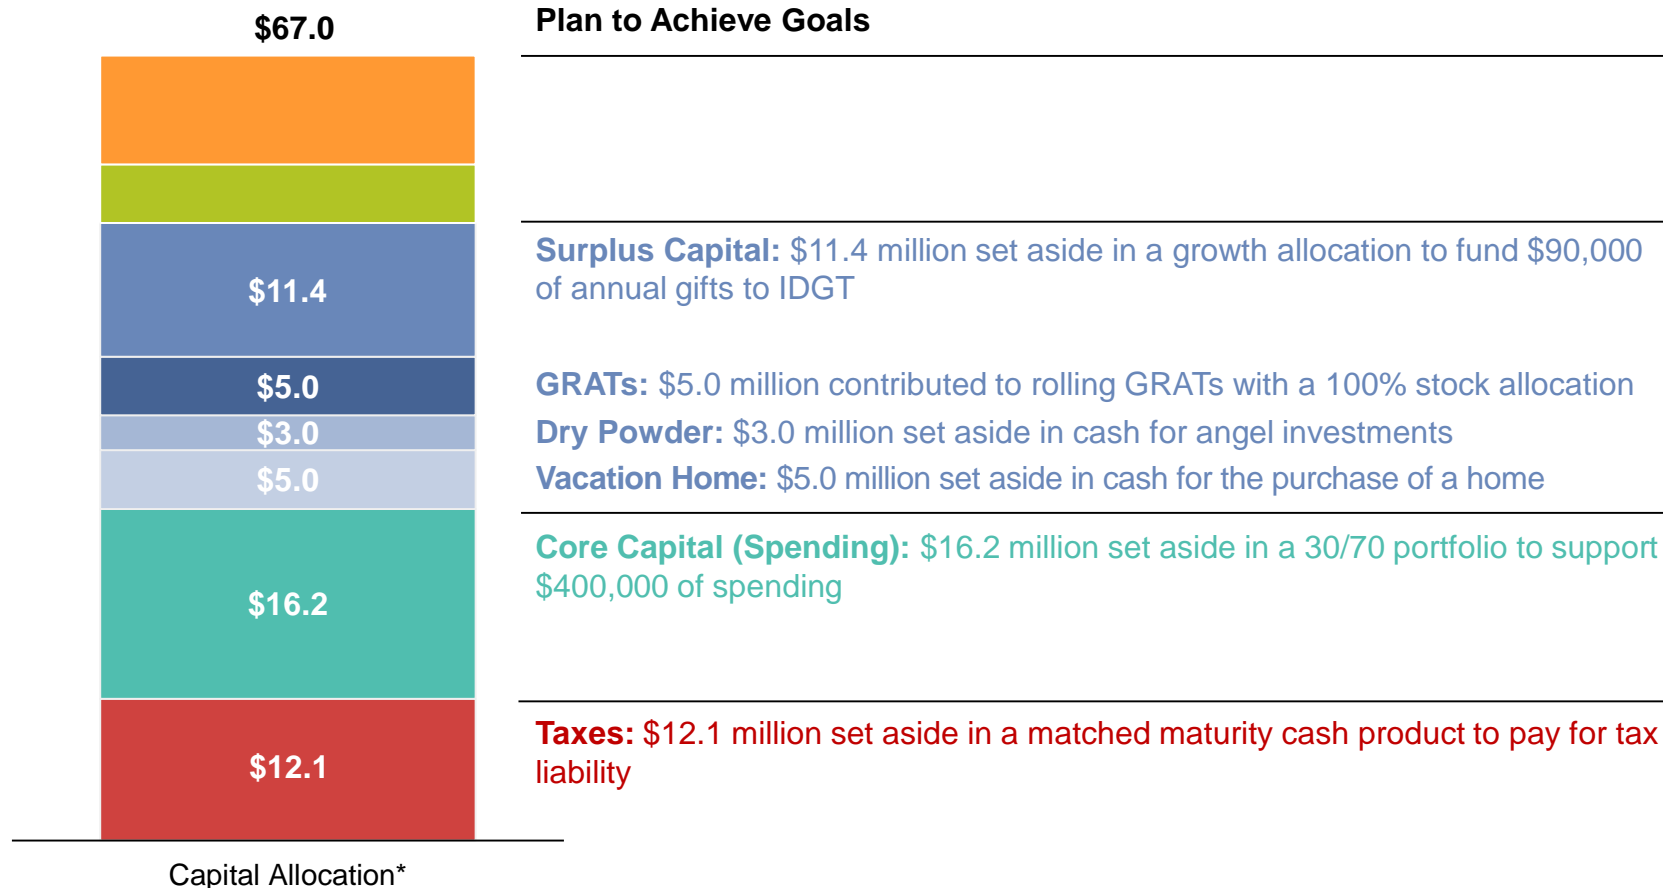 $67.0
Plan to Achieve Goals
Surplus Capital: $11.4 million set aside in a growth allocation to fund $90,000
of annual gifts to IDGT
$11.4
$5.0
GRATs: $5.0 million contributed to rolling GRATs with a 100% stock allocation
$3.0
Dry Powder: $3.0 million set aside in cash for angel investments
$5.0
Vacation Home: $5.0 million set aside in cash for the purchase of a home
Core Capital (Spending): $16.2 million set aside in a 30/70 portfolio to support
$400,000 of spending
$16.2
Taxes: $12.1 million set aside in a matched maturity cash product to pay for tax
liability
$12.1
Capital Allocation*